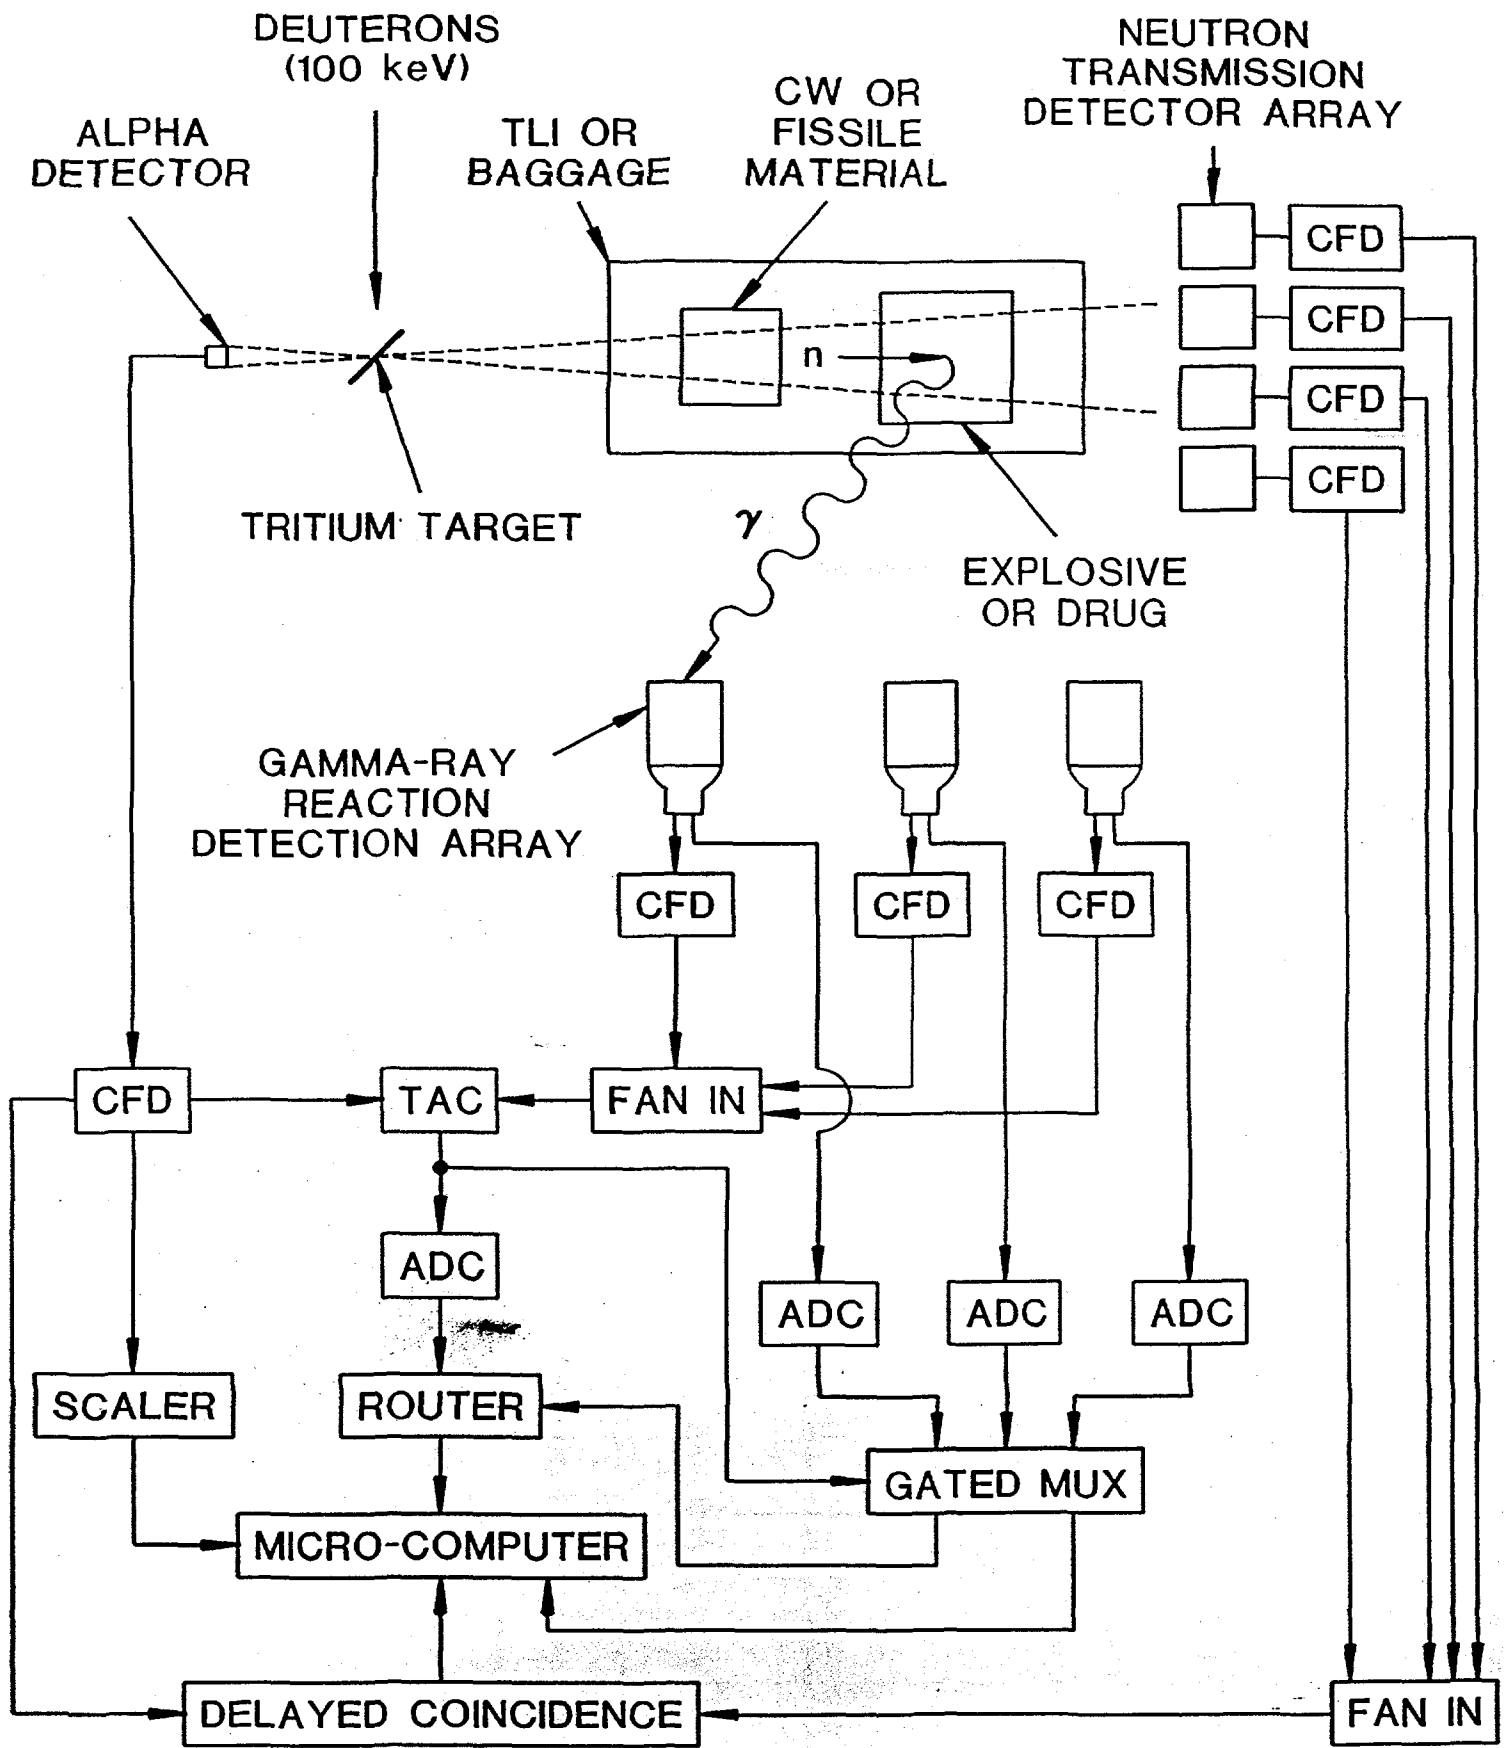 DEUTERONS
(100 keV)
NEUTRON
TRANSMISSION
DETECTOR ARRAY
ALPHA
DETECTOR
TLI OR
BAGGAGE
CW OR
FISSILE
MATERIAL
CFD
CFD
n
CFD
CFD
TRITIUM TARGET
γ
EXPLOSIVE
OR DRUG
GAMMA-RAY
REACTION
DETECTION ARRAY
CFD
CFD
CFD
CFD
TAC
FAN IN
ADC
ADC
ADC
ADC
SCALER
ROUTER
GATED MUX
MICRO-COMPUTER
DELAYED COINCIDENCE
FAN IN